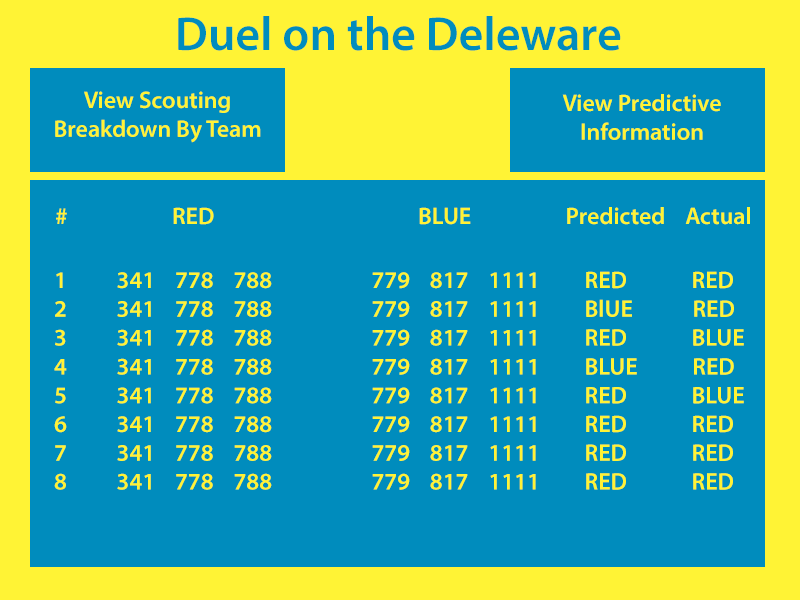 Duel on the Deleware
View Scouting
Breakdown By Team
View Predictive
Information
# RED BLUE Predicted Actual
1 341 778 788 779 817 1111 RED RED
2 341 778 788 779 817 1111 BlUE RED
3 341 778 788 779 817 1111 RED BLUE
4 341 778 788 779 817 1111 BLUE RED
5 341 778 788 779 817 1111 RED BLUE
6 341 778 788 779 817 1111 RED RED
7 341 778 788 779 817 1111 RED RED
8 341 778 788 779 817 1111 RED RED